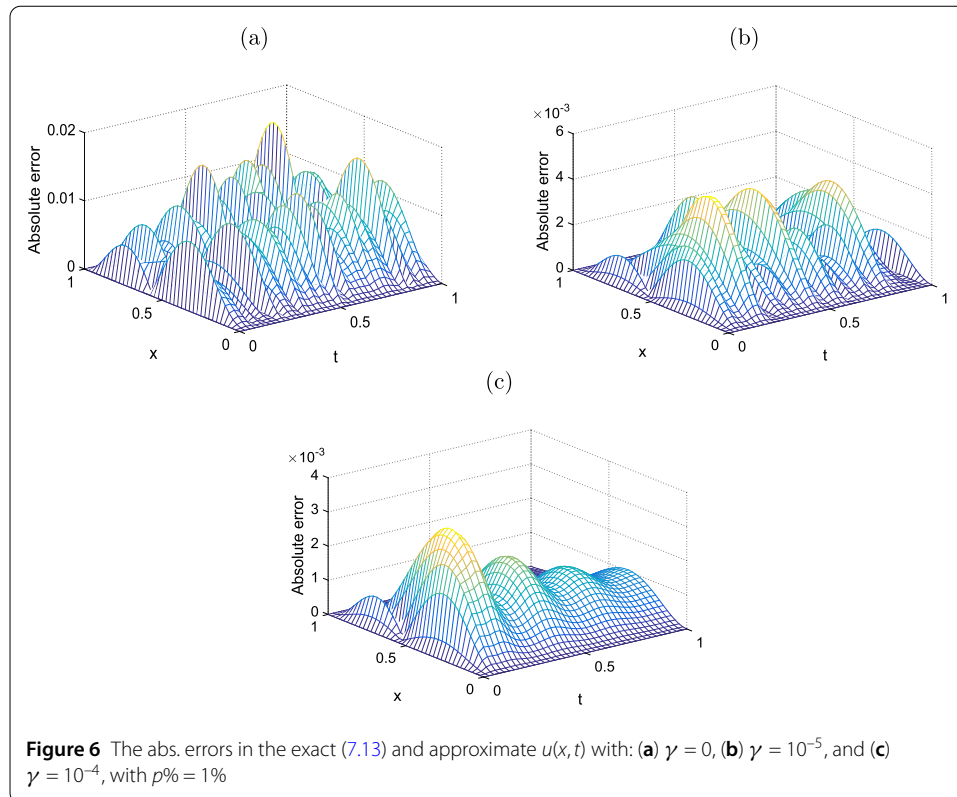 (a)
0.02
0.01
0
1
0.5
0
0
0.5
1
Absolute error
x
t
(b)
×10⁻³
6
4
2
0
1
0.5
0
0
0.5
1
Absolute error
x
t
(c)
×10⁻³
4
3
2
1
0
1
0.5
0
0
0.5
1
Absolute error
x
t
Figure 6 The abs. errors in the exact (7.13) and approximate u(x, t) with: (a) γ = 0, (b) γ = 10⁻⁵, and (c)
γ = 10⁻⁴, with p% = 1%